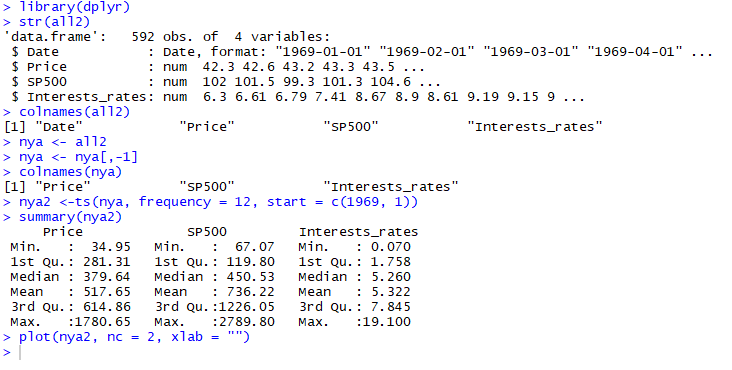 > library(dplyr)
> str(all2)
'data.frame':   592 obs. of  4 variables:
 $ Date           : Date, format: "1969-01-01" "1969-02-01" "1969-03-01" "1969-04-01" ...
 $ Price          : num  42.3 42.6 43.2 43.3 43.5 ...
 $ SP500          : num  102 101.5 99.3 101.3 104.6 ...
 $ Interests_rates: num  6.3 6.61 6.79 7.41 8.67 8.9 8.61 9.19 9.15 9 ...
> colnames(all2)
[1] "Date"            "Price"           "SP500"           "Interests_rates"
> nya <- all2
> nya <- nya[,-1]
> colnames(nya)
[1] "Price"           "SP500"           "Interests_rates"
> nya2 <-ts(nya, frequency = 12, start = c(1969, 1))
> summary(nya2)
     Price             SP500         Interests_rates
 Min.   :  34.95   Min.   :  67.07   Min.   : 0.070
 1st Qu.: 281.31   1st Qu.: 119.80   1st Qu.: 1.758
 Median : 379.64   Median : 450.53   Median : 5.260
 Mean   : 517.65   Mean   : 736.22   Mean   : 5.322
 3rd Qu.: 614.86   3rd Qu.:1226.05   3rd Qu.: 7.845
 Max.   :1780.65   Max.   :2789.80   Max.   :19.100
> plot(nya2, nc = 2, xlab = "")
>